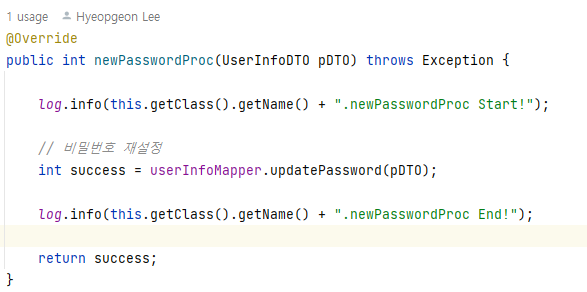 1 usage Hyeopgeon Lee
@Override
public int newPasswordProc(UserInfoDTO pDTO) throws Exception {
log.info(this.getClass().getName() + ".newPasswordProc Start!");
// 비밀번호 재설정
int success = userInfoMapper.updatePassword(pDTO);
log.info(this.getClass().getName() + ".newPasswordProc End!");
return success;
}